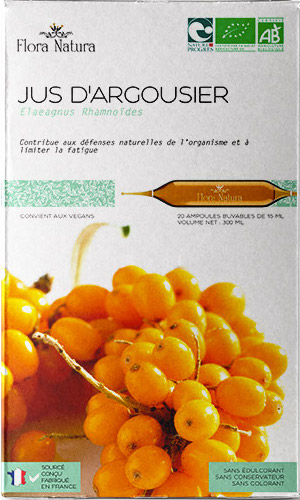 Flora Natura
NATURE & PROGRÈS
AB
JUS D'ARGOUSIER
Elaeagnus Rhamnoïdes
Contribue aux défenses naturelles de l'organisme et à
limiter la fatigue
Flora Natura
CONVIENT AUX VEGANS
20 AMPOULES BUVABLES DE 15 ML
VOLUME NET : 300 ML
SOURCÉ
CONÇU
FABRIQUÉ
EN FRANCE
SANS ÉDULCORANT
SANS CONSERVATEUR
SANS COLORANT